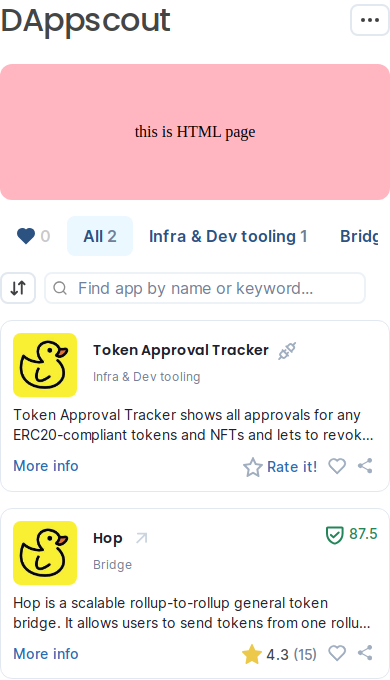 DAppscout
this is HTML page
0 All 2 Infra & Dev tooling 1 Bridg
Find app by name or keyword...
Token Approval Tracker
Infra & Dev tooling
Token Approval Tracker shows all approvals for any
ERC20-compliant tokens and NFTs and lets to revok...
More info Rate it!
Hop 87.5
Bridge
Hop is a scalable rollup-to-rollup general token
bridge. It allows users to send tokens from one rollu...
More info 4.3 (15)